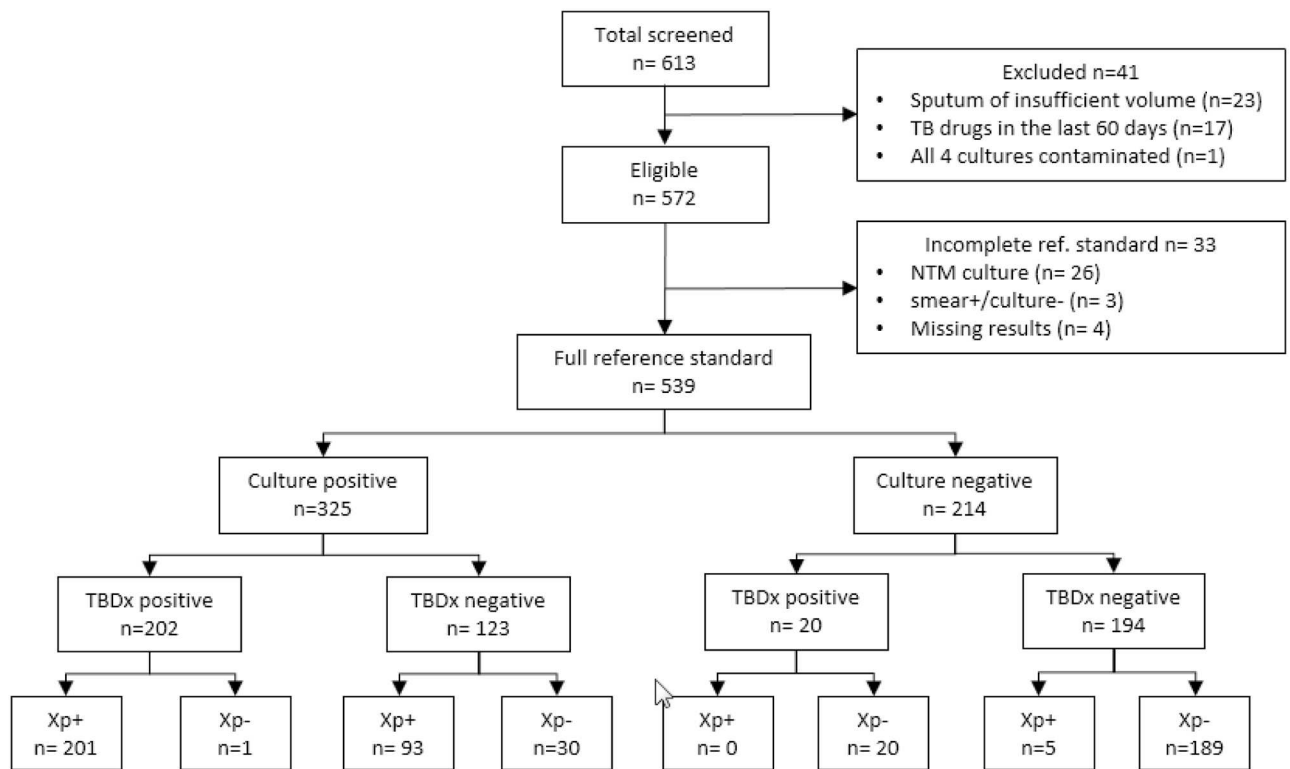 Total screened
n= 613
Excluded n=41
• Sputum of insufficient volume (n=23)
• TB drugs in the last 60 days (n=17)
• All 4 cultures contaminated (n=1)
Eligible
n= 572
Incomplete ref. standard n= 33
• NTM culture (n= 26)
• smear+/culture- (n= 3)
• Missing results (n= 4)
Full reference standard
n= 539
Culture positive
n=325
Culture negative
n= 214
TBDx positive
n=202
TBDx negative
n= 123
TBDx positive
n= 20
TBDx negative
n= 194
Xp+
n= 201
Xp-
n=1
Xp+
n= 93
Xp-
n=30
Xp+
n= 0
Xp-
n= 20
Xp+
n=5
Xp-
n=189